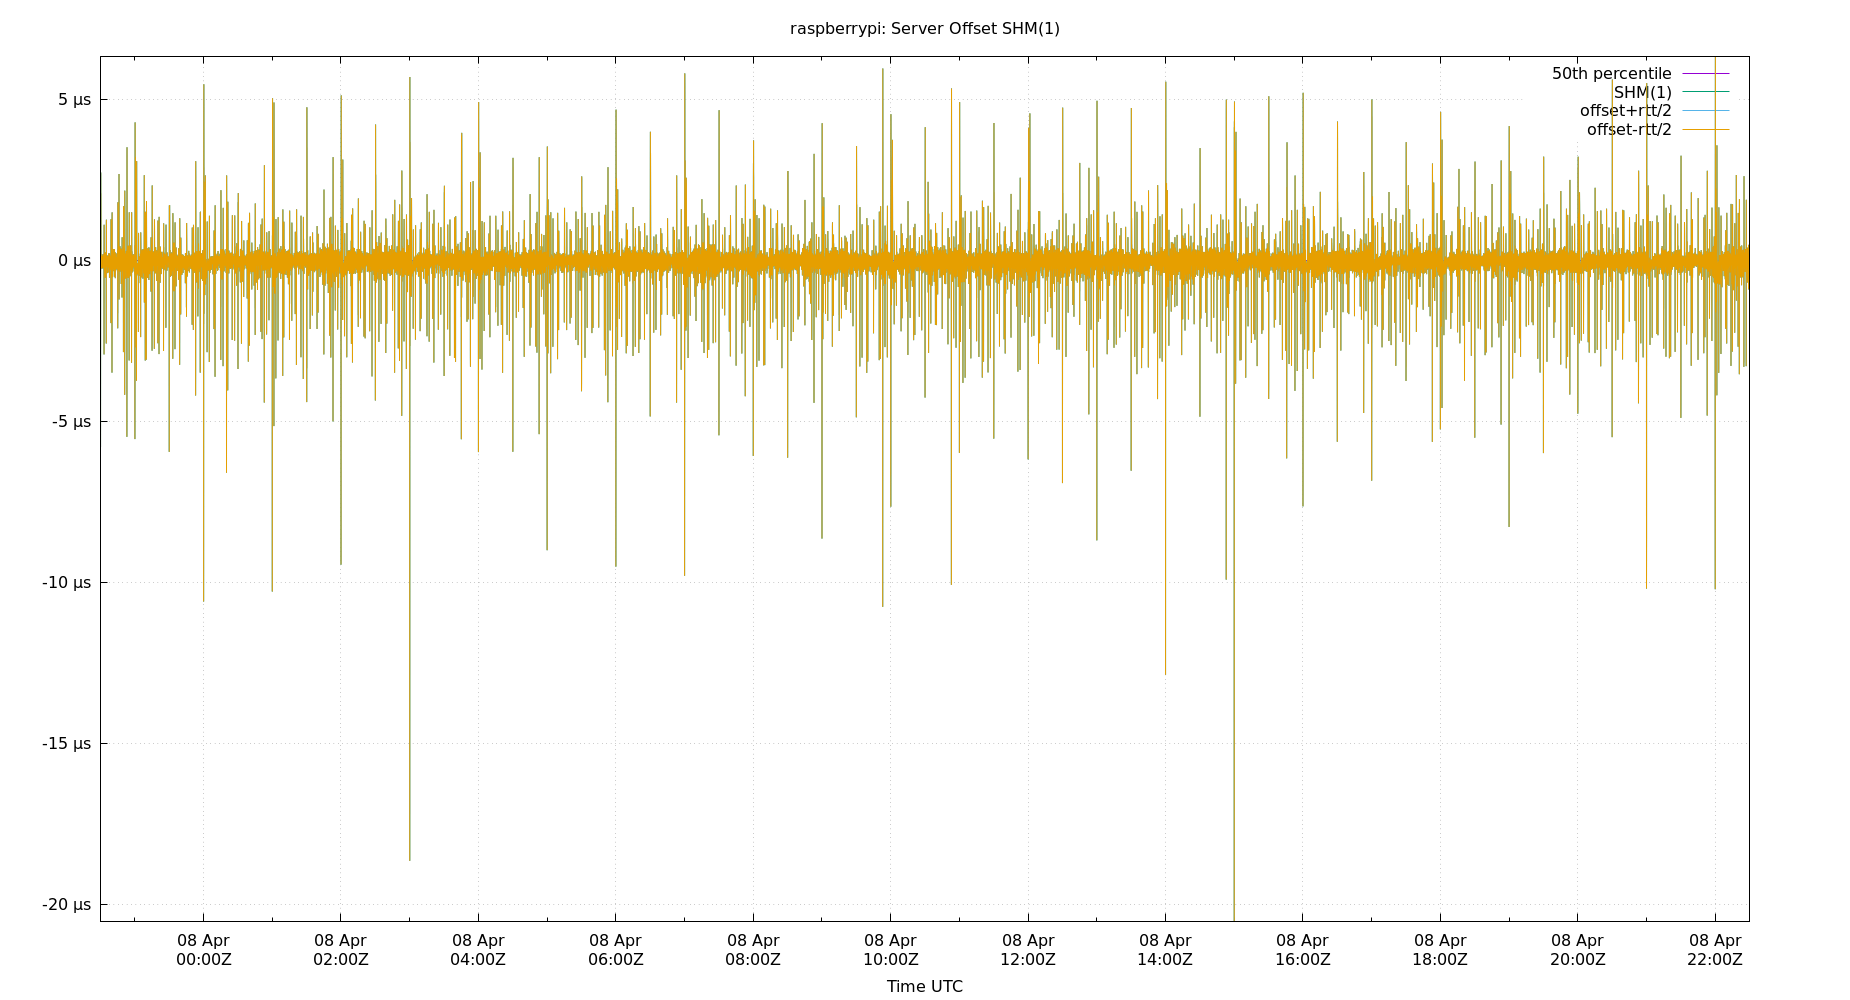 raspberrypi: Server Offset SHM(1)
50th percentile
SHM(1)
offset+rtt/2
offset-rtt/2
5 µs
0 µs
-5 µs
-10 µs
-15 µs
-20 µs
08 Apr 08 Apr 08 Apr 08 Apr 08 Apr 08 Apr 08 Apr 08 Apr 08 Apr 08 Apr 08 Apr 08 Apr
00:00Z 02:00Z 04:00Z 06:00Z 08:00Z 10:00Z 12:00Z 14:00Z 16:00Z 18:00Z 20:00Z 22:00Z
Time UTC